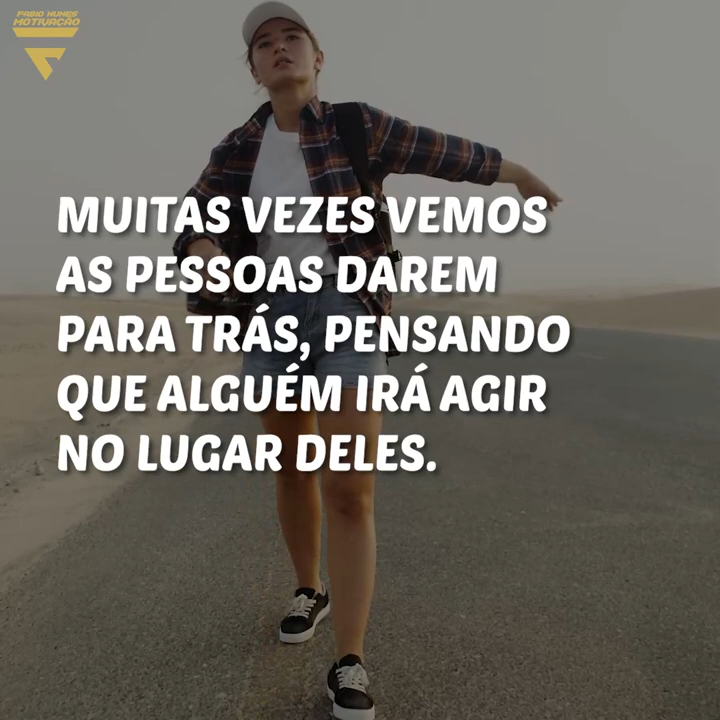 FABIO NUNES
MOTIVAÇÃO
MUITAS VEZES VEMOS
AS PESSOAS DAREM
PARA TRÁS, PENSANDO
QUE ALGUÉM IRÁ AGIR
NO LUGAR DELES.